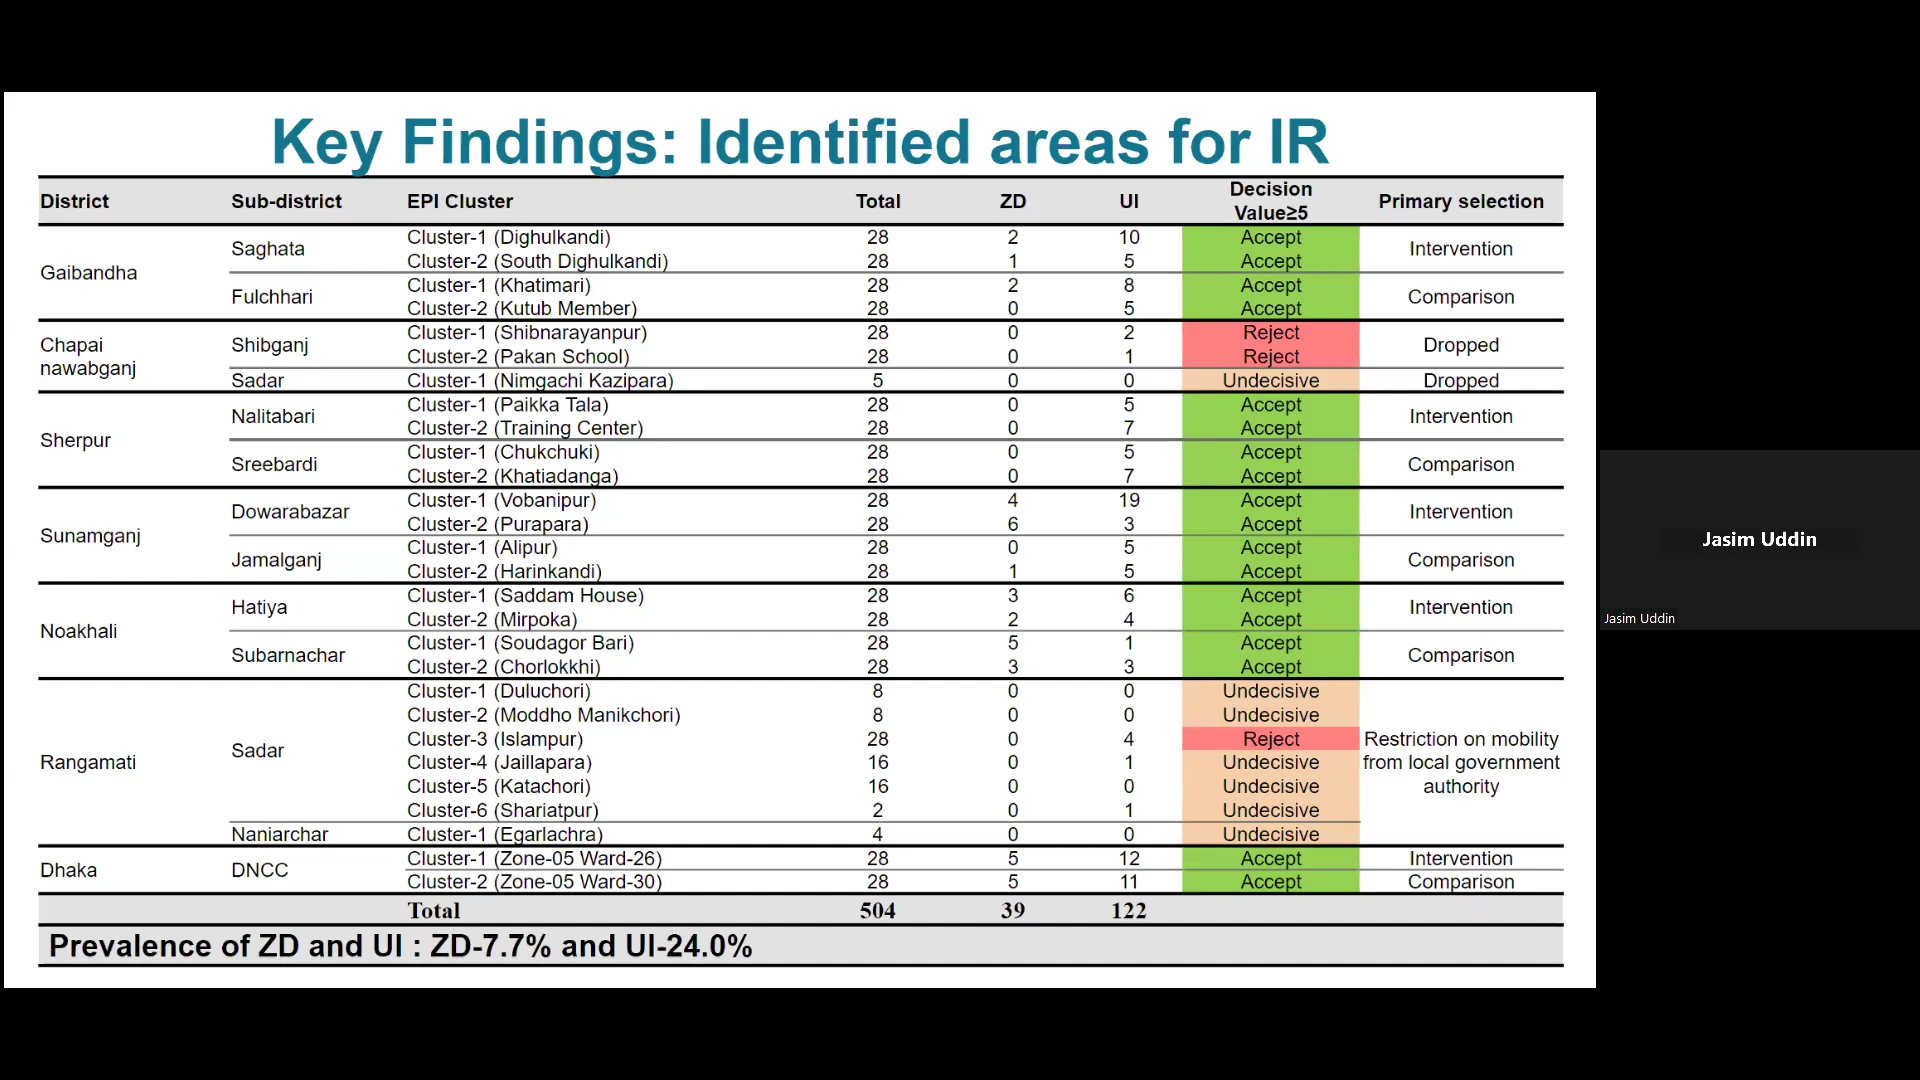 Key Findings: Identified areas for IR
District Sub-district EPI Cluster Total ZD UI Decision Value≥5 Primary selection
Gaibandha Saghata Cluster-1 (Dighulkandi) 28 2 10 Accept Intervention
Cluster-2 (South Dighulkandi) 28 1 5 Accept
Fulchhari Cluster-1 (Khatimari) 28 2 8 Accept Comparison
Cluster-2 (Kutub Member) 28 0 5 Accept
Chapai nawabganj Shibganj Cluster-1 (Shibnarayanpur) 28 0 2 Reject Dropped
Cluster-2 (Pakan School) 28 0 1 Reject
Sadar Cluster-1 (Nimgachi Kazipara) 5 0 0 Undecisive Dropped
Sherpur Nalitabari Cluster-1 (Paikka Tala) 28 0 5 Accept Intervention
Cluster-2 (Training Center) 28 0 7 Accept
Sreebardi Cluster-1 (Chukchuki) 28 0 5 Accept Comparison
Cluster-2 (Khatiadanga) 28 0 7 Accept
Sunamganj Dowarabazar Cluster-1 (Vobanipur) 28 4 19 Accept Intervention
Cluster-2 (Purapara) 28 6 3 Accept
Jamalganj Cluster-1 (Alipur) 28 0 5 Accept Comparison
Cluster-2 (Harinkandi) 28 1 5 Accept
Noakhali Hatiya Cluster-1 (Saddam House) 28 3 6 Accept Intervention
Cluster-2 (Mirpoka) 28 2 4 Accept
Subarnachar Cluster-1 (Soudagor Bari) 28 5 1 Accept Comparison
Cluster-2 (Chorlokkhi) 28 3 3 Accept
Rangamati Sadar Cluster-1 (Duluchori) 8 0 0 Undecisive
Cluster-2 (Moddho Manikchori) 8 0 0 Undecisive
Cluster-3 (Islampur) 28 0 4 Reject Restriction on mobility
Cluster-4 (Jaillapara) 16 0 1 Undecisive from local government
Cluster-5 (Katachori) 16 0 0 Undecisive authority
Cluster-6 (Shariatpur) 2 0 1 Undecisive
Naniarchar Cluster-1 (Egarlachra) 4 0 0 Undecisive
Dhaka DNCC Cluster-1 (Zone-05 Ward-26) 28 5 12 Accept Intervention
Cluster-2 (Zone-05 Ward-30) 28 5 11 Accept Comparison
Total 504 39 122
Prevalence of ZD and UI : ZD-7.7% and UI-24.0%
Jasim Uddin
Jasim Uddin